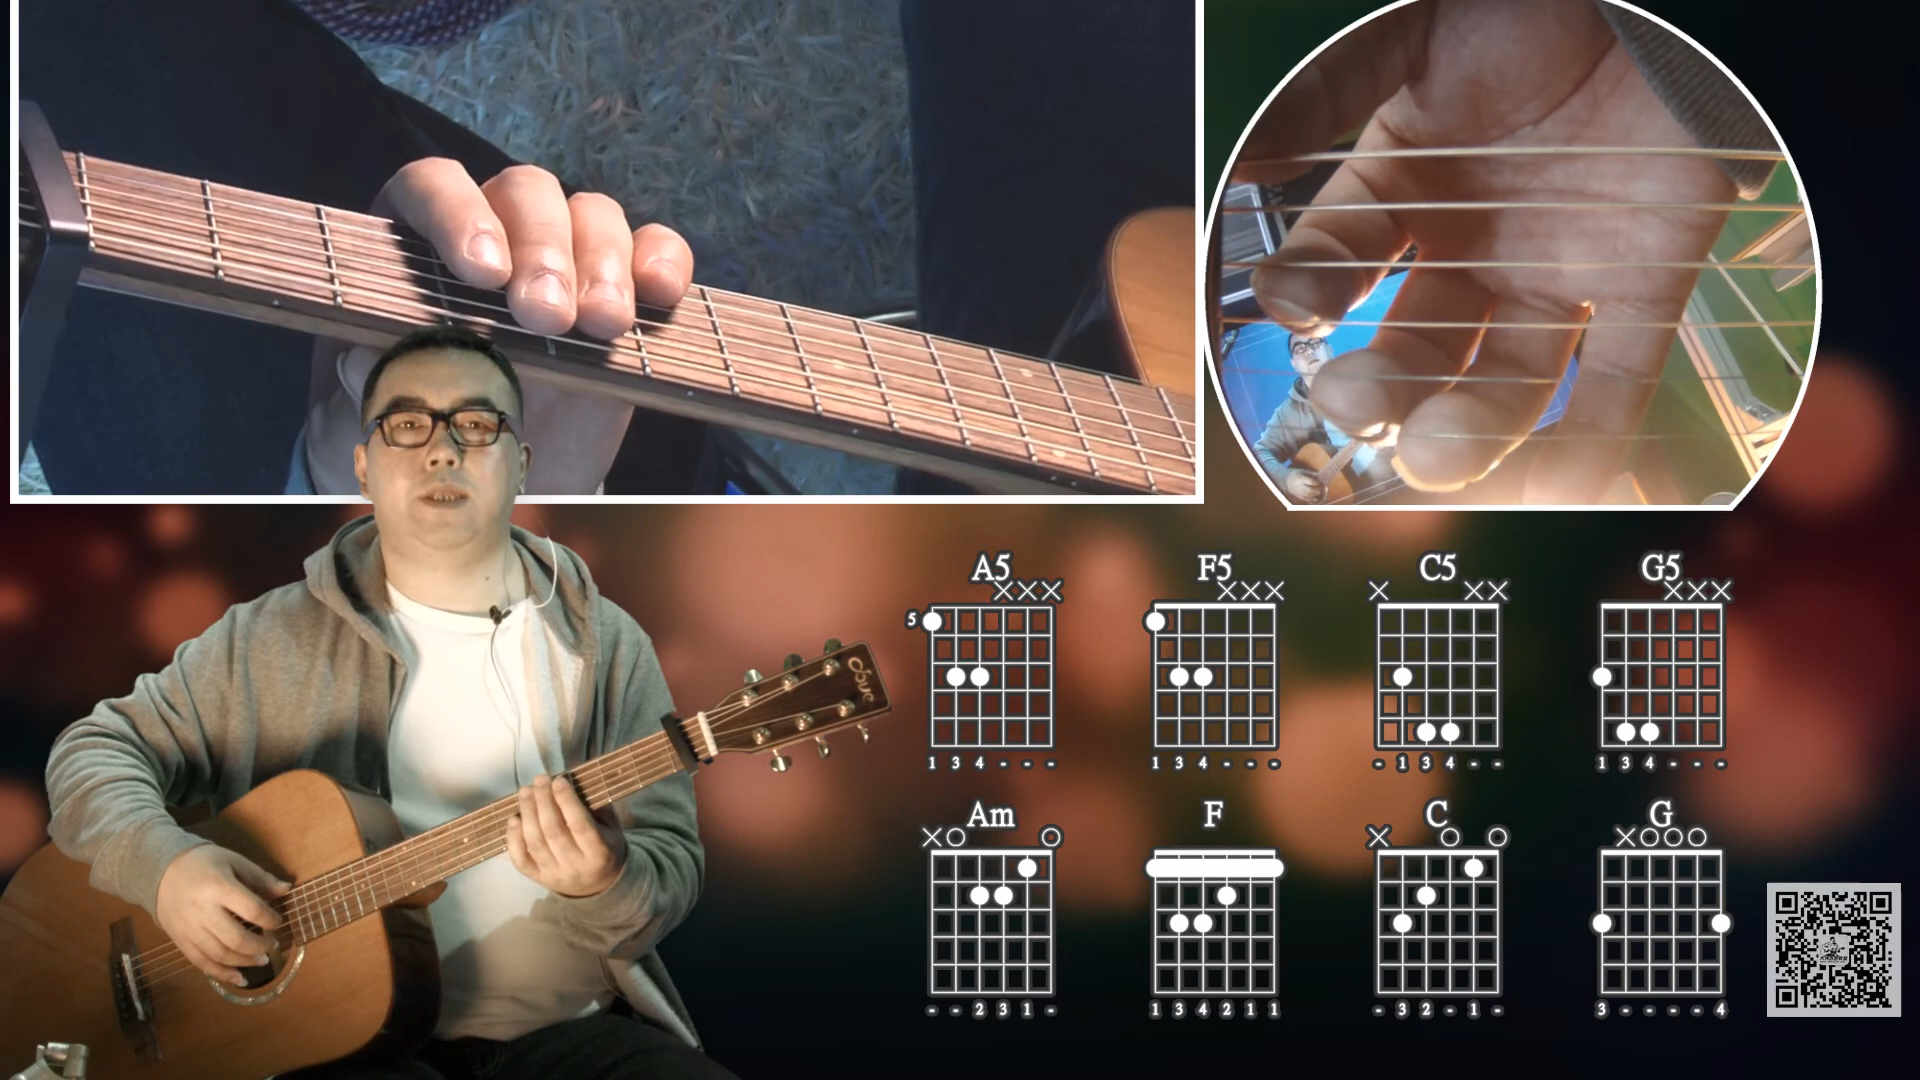 A5 F5 C5 G5
××× ××× × ×× ×××
5
1 3 4 - - - 1 3 4 - - - - 1 3 4 - - 1 3 4 - - -
Am F C G
×○ ○ × ○ ○ ×○○○
- - 2 3 1 - 1 3 4 2 1 1 - 3 2 - 1 - 3 - - - - 4